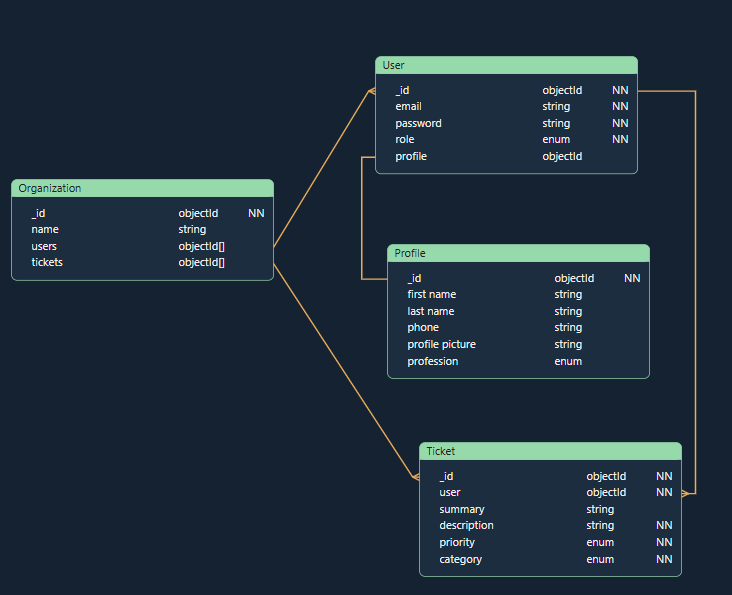 User
_id objectId NN
email string NN
password string NN
role enum NN
profile objectId
Organization
_id objectId NN
name string
users objectId[]
tickets objectId[]
Profile
_id objectId NN
first name string
last name string
phone string
profile picture string
profession enum
Ticket
_id objectId NN
user objectId NN
summary string
description string NN
priority enum NN
category enum NN